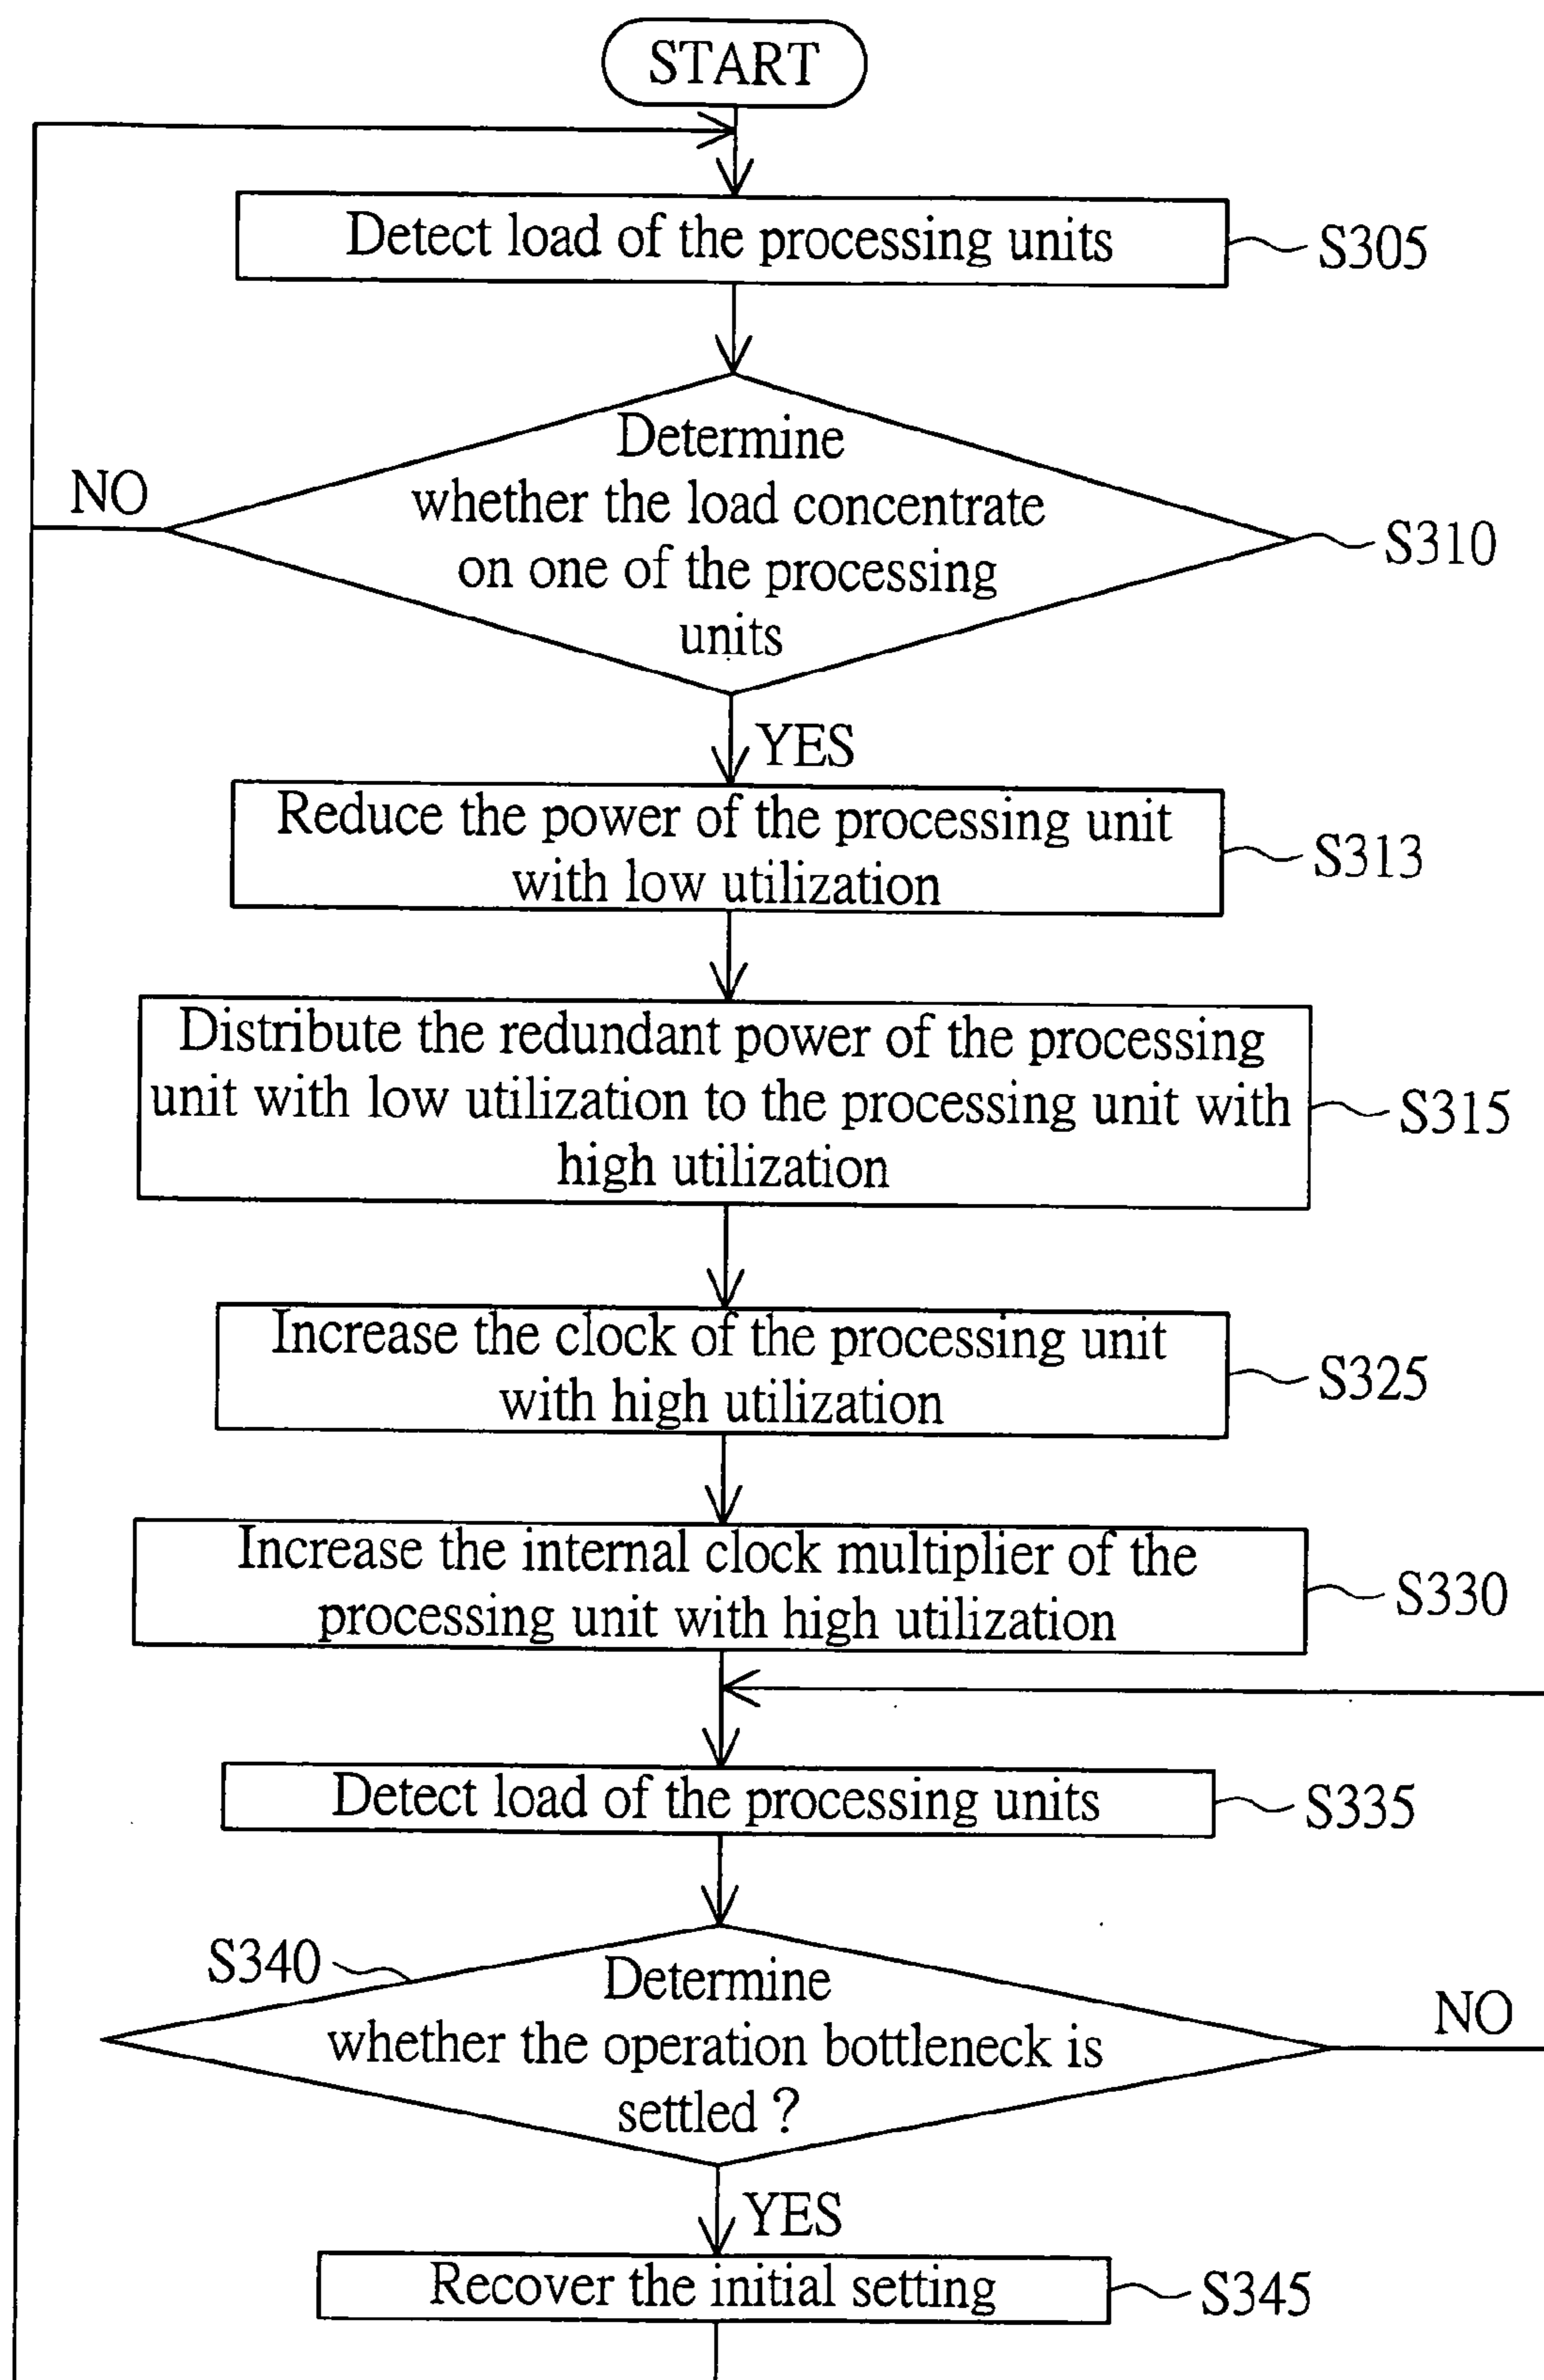 START
Detect load of the processing units
S305
Determine
whether the load concentrate
on one of the processing
units
S310
NO
YES
Reduce the power of the processing unit
with low utilization
S313
Distribute the redundant power of the processing
unit with low utilization to the processing unit with
high utilization
S315
Increase the clock of the processing unit
with high utilization
S325
Increase the internal clock multiplier of the
processing unit with high utilization
S330
Detect load of the processing units
S335
S340
Determine
whether the operation bottleneck is
settled ?
NO
YES
Recover the initial setting
S345